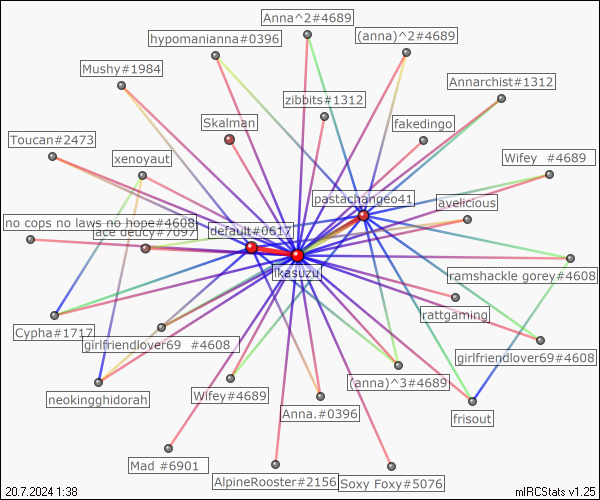 Anna^2#4689
(anna)^2#4689
hypomanianna#0396
Mushy#1984
Annarchist#1312
zibbits#1312
Skalman
fakedingo
Toucan#2473
xenoyaut
Wifey #4689
pastachangeo41
avelicious
no cops no laws no hope#4608
ace deucy#7097
default#0617
ikasuzu
ramshackle gorey#4608
rattgaming
Cypha#1717
girlfriendlover69 #4608
girlfriendlover69#4608
(anna)^3#4689
neokingghidorah
Wifey#4689
Anna.#0396
frisout
Mad #6901
AlpineRooster#2156
Soxy Foxy#5076
20.7.2024 1:38
mIRCStats v1.25